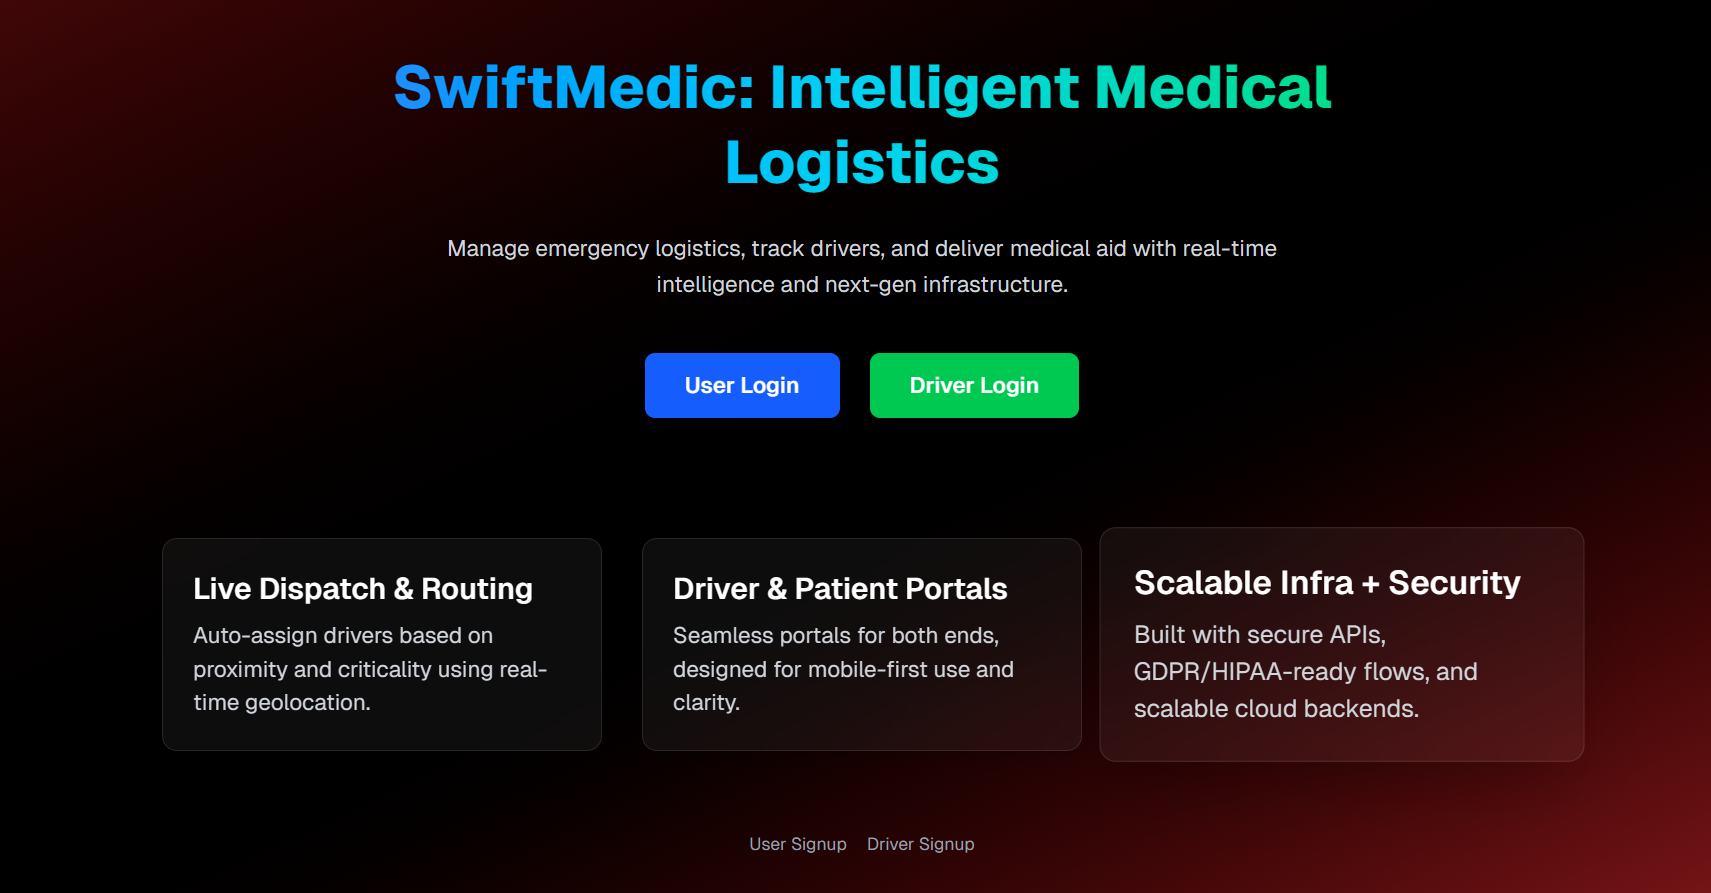 SwiftMedic: Intelligent Medical
Logistics
Manage emergency logistics, track drivers, and deliver medical aid with real-time
intelligence and next-gen infrastructure.
User Login
Driver Login
Live Dispatch & Routing
Auto-assign drivers based on
proximity and criticality using real-
time geolocation.
Driver & Patient Portals
Seamless portals for both ends,
designed for mobile-first use and
clarity.
Scalable Infra + Security
Built with secure APIs,
GDPR/HIPAA-ready flows, and
scalable cloud backends.
User Signup
Driver Signup